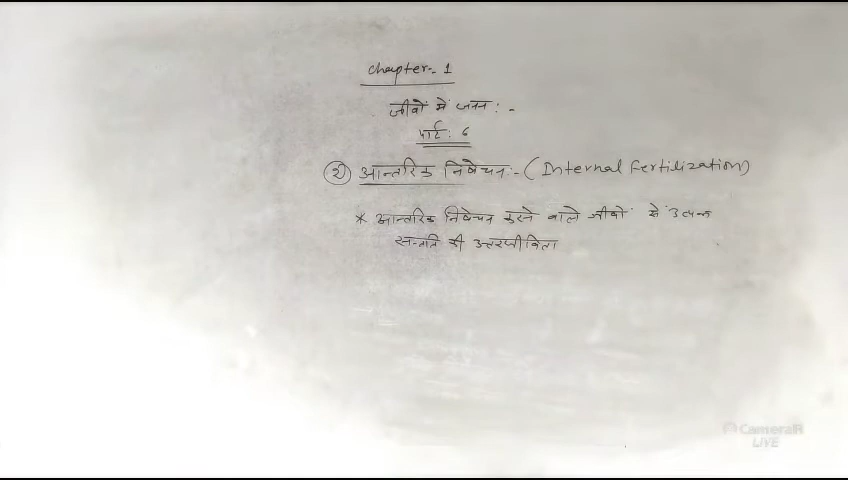 chapter - 1
जीवों में जनन : -
पार्ट : 6
(2) आन्तरिक निषेचन :- (Internal Fertilization)
* आन्तरिक निषेचन करने वाले जीवों से उत्पन्न
सन्तति की उत्तरजीविता
CameraR
LIVE